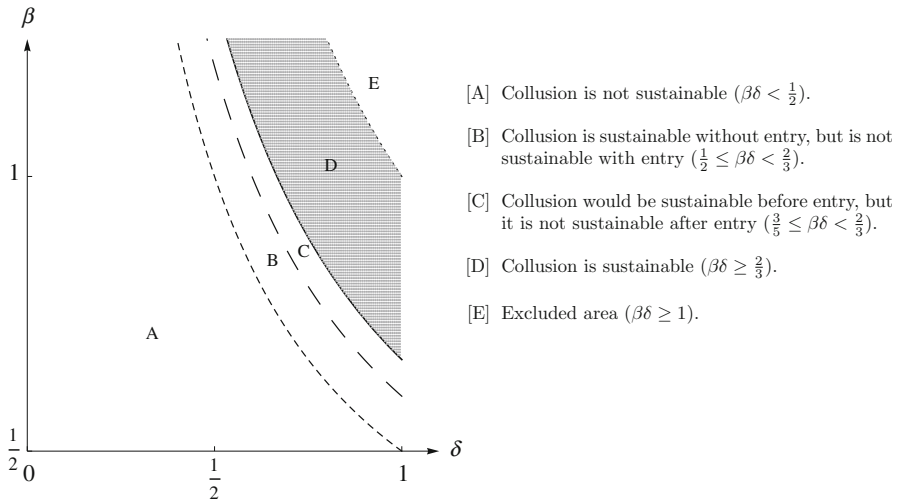 β
[A] Collusion is not sustainable (βδ < 1/2).
[B] Collusion is sustainable without entry, but is not
sustainable with entry (1/2 ≤ βδ < 2/3).
[C] Collusion would be sustainable before entry, but
it is not sustainable after entry (3/5 ≤ βδ < 2/3).
[D] Collusion is sustainable (βδ ≥ 2/3).
[E] Excluded area (βδ ≥ 1).
E
D
1
C
B
A
1/2
δ
0
1/2
1